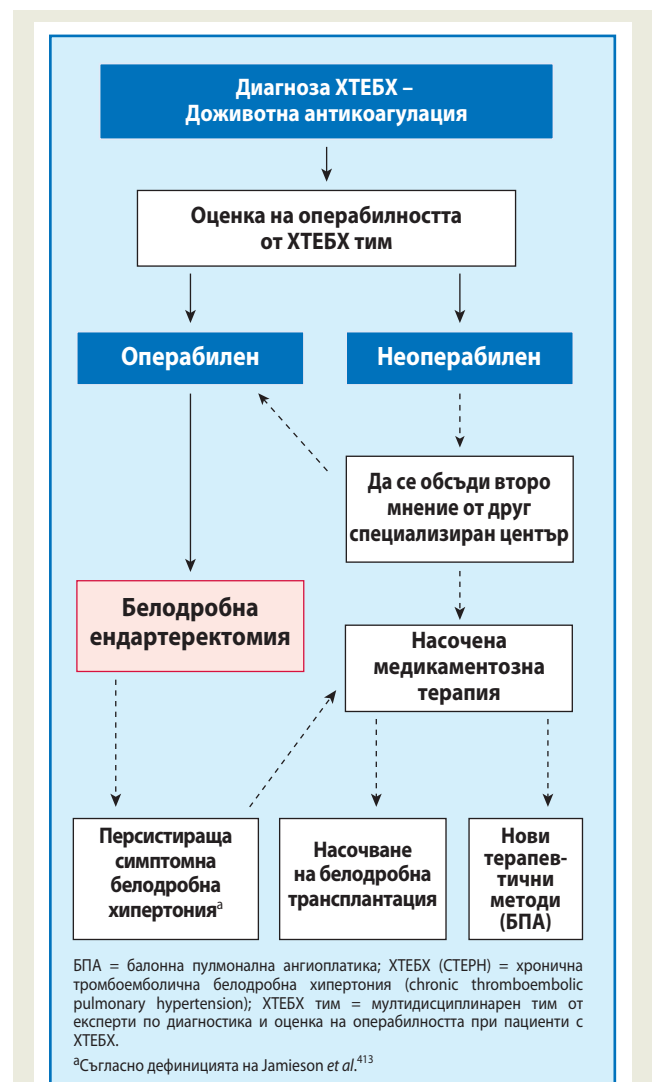 Диагноза ХТЕБХ –
Доживотна антикоагулация
Оценка на операбилността
от ХТЕБХ тим
Операбилен
Неоперабилен
Да се обсъди второ
мнение от друг
специализиран център
Белодробна
ендартеректомия
Насочена
медикаментозна
терапия
Персистираща
симптомна
белодробна
хипертонияª
Насочване
на белодробна
трансплантация
Нови
терапев-
тични
методи
(БПА)
БПА = балонна пулмонална ангиоплатика; ХТЕБХ (CTEPH) = хронична
тромбоемболична белодробна хипертония (chronic thromboembolic
pulmonary hypertension); ХТЕБХ тим = мултидисциплинарен тим от
експерти по диагностика и оценка на операбилността при пациенти с
ХТЕБХ.
ªСъгласно дефиницията на Jamieson et al.⁴¹³